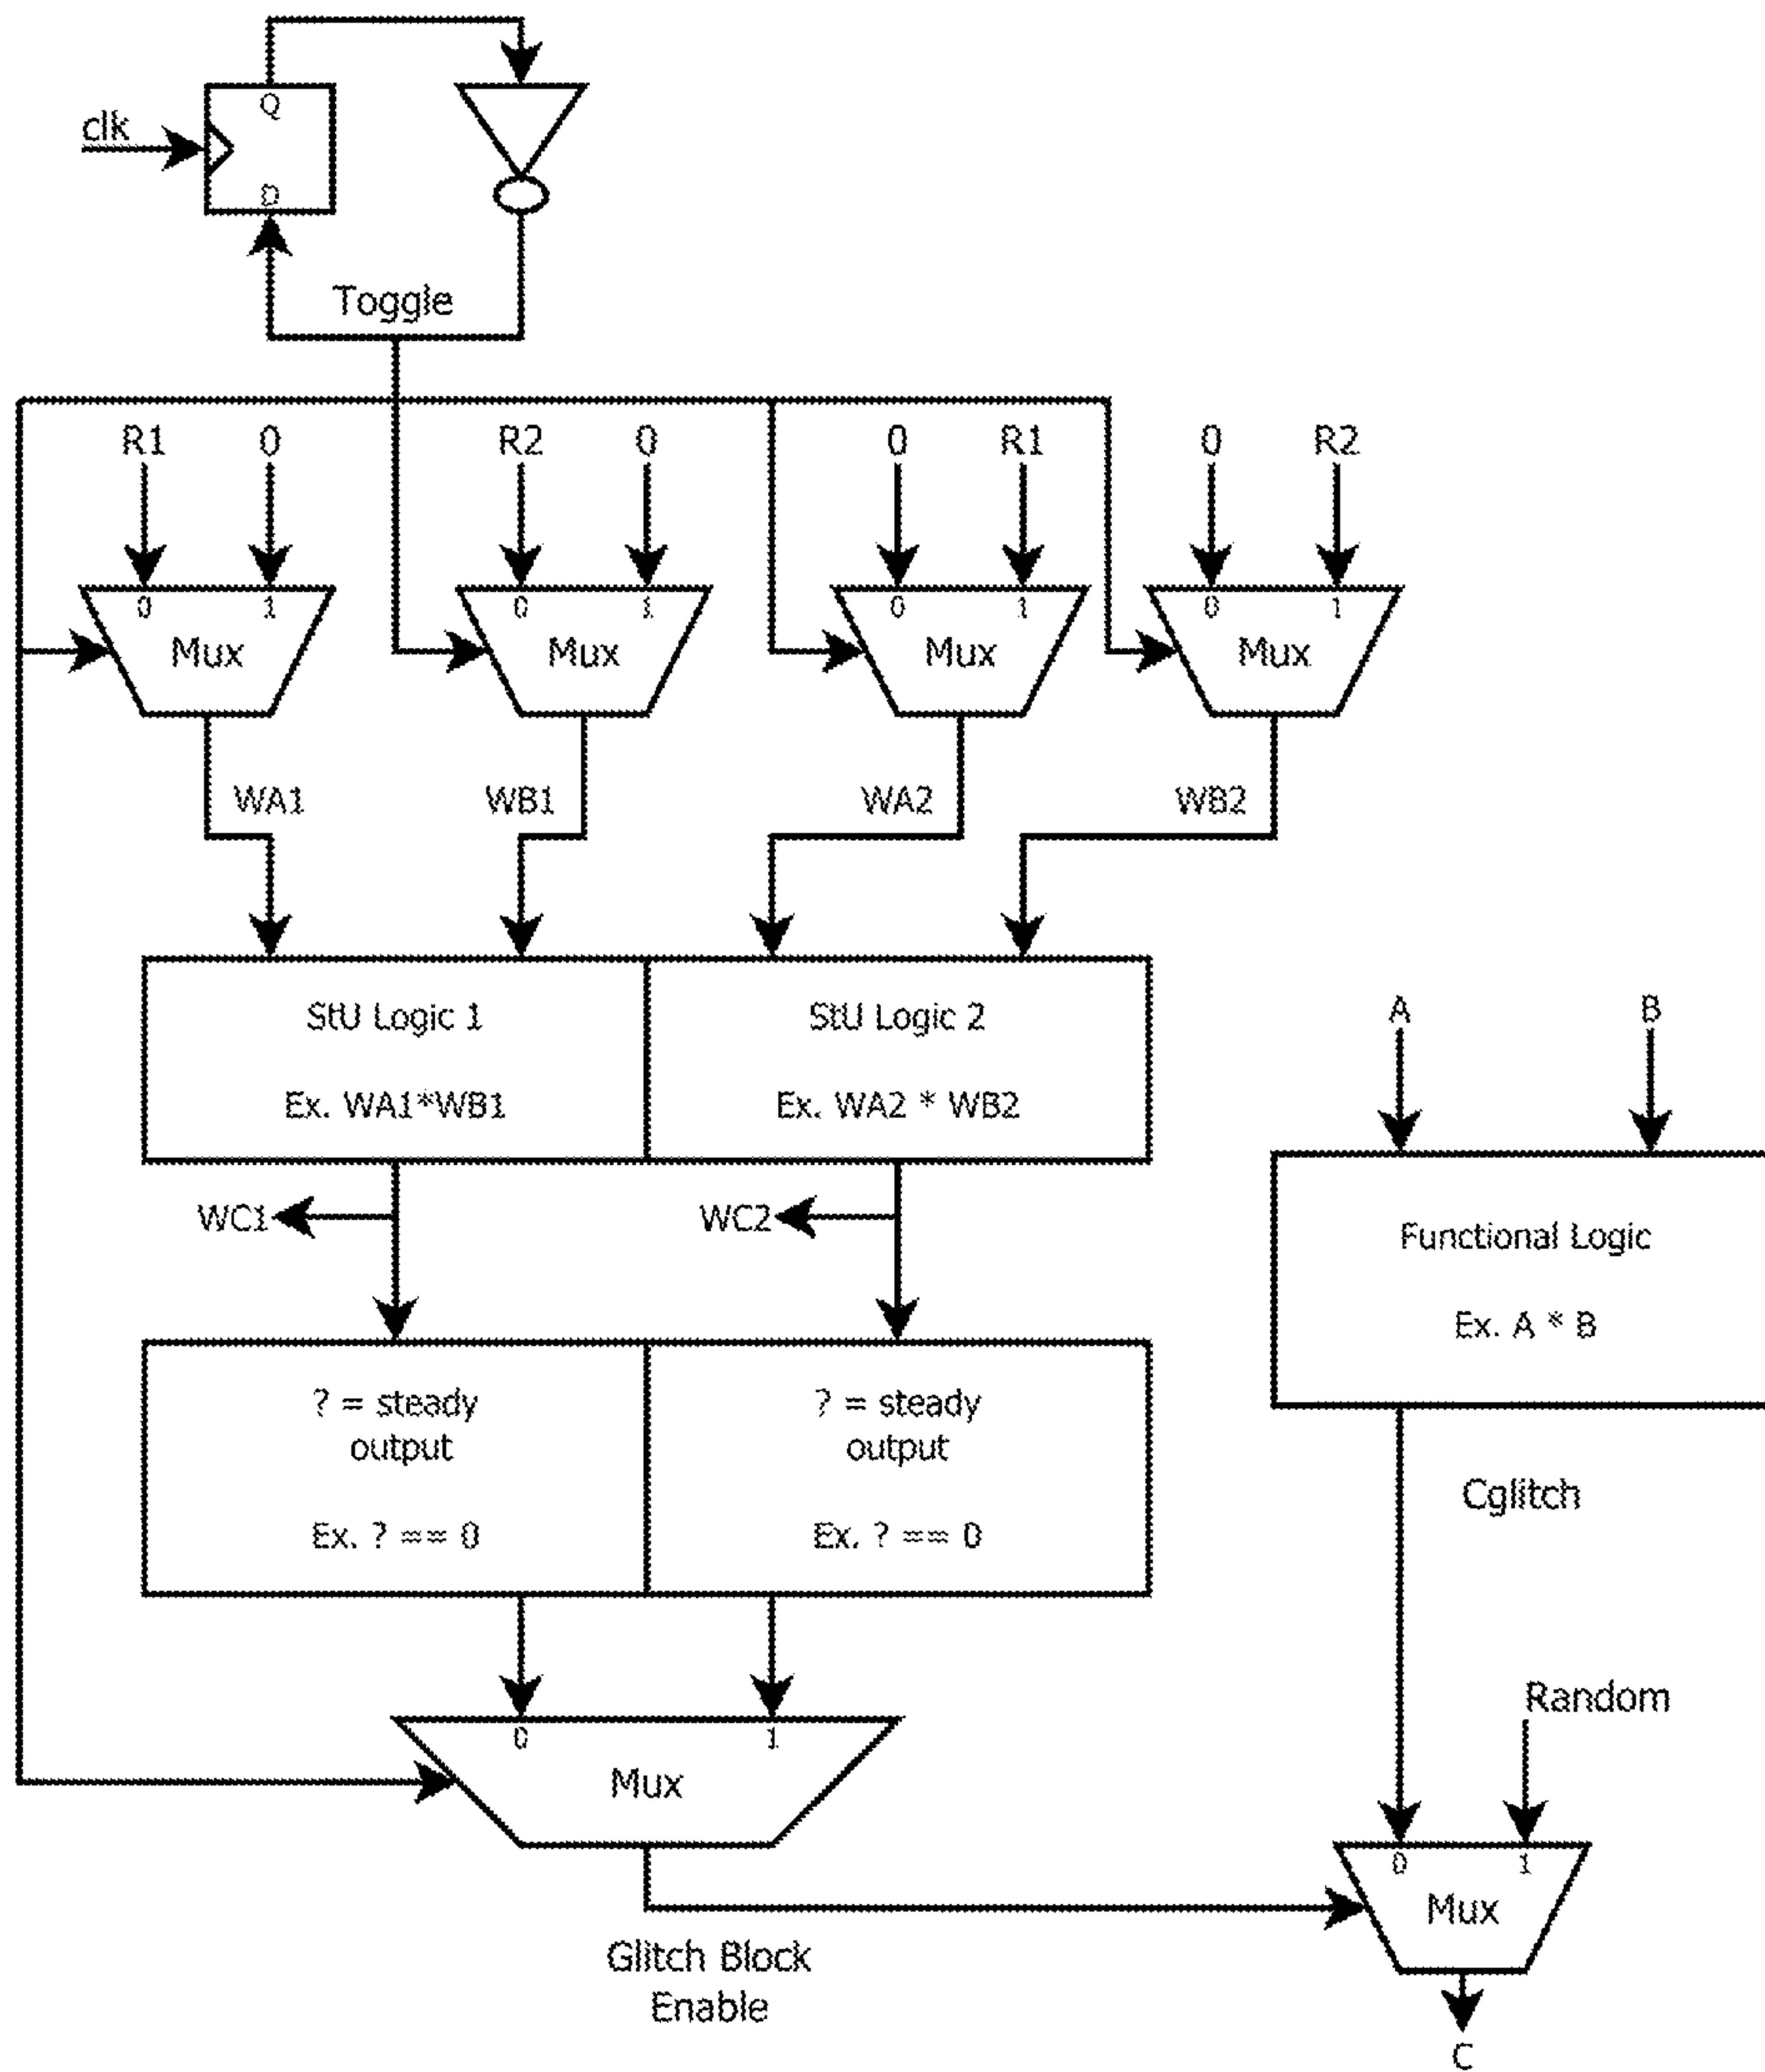 Q
clk
D
Toggle
R1 0 R2 0 0 R1 0 R2
0 1 0 1 0 1 0 1
Mux Mux Mux Mux
WA1 WB1 WA2 WB2
StU Logic 1 StU Logic 2
A B
Ex. WA1*WB1 Ex. WA2 * WB2
WC1 WC2
Functional Logic
Ex. A * B
? = steady ? = steady
output output
Cglitch
Ex. ? == 0 Ex. ? == 0
Random
0 1
Mux
0 1
Mux
Glitch Block
Enable
C